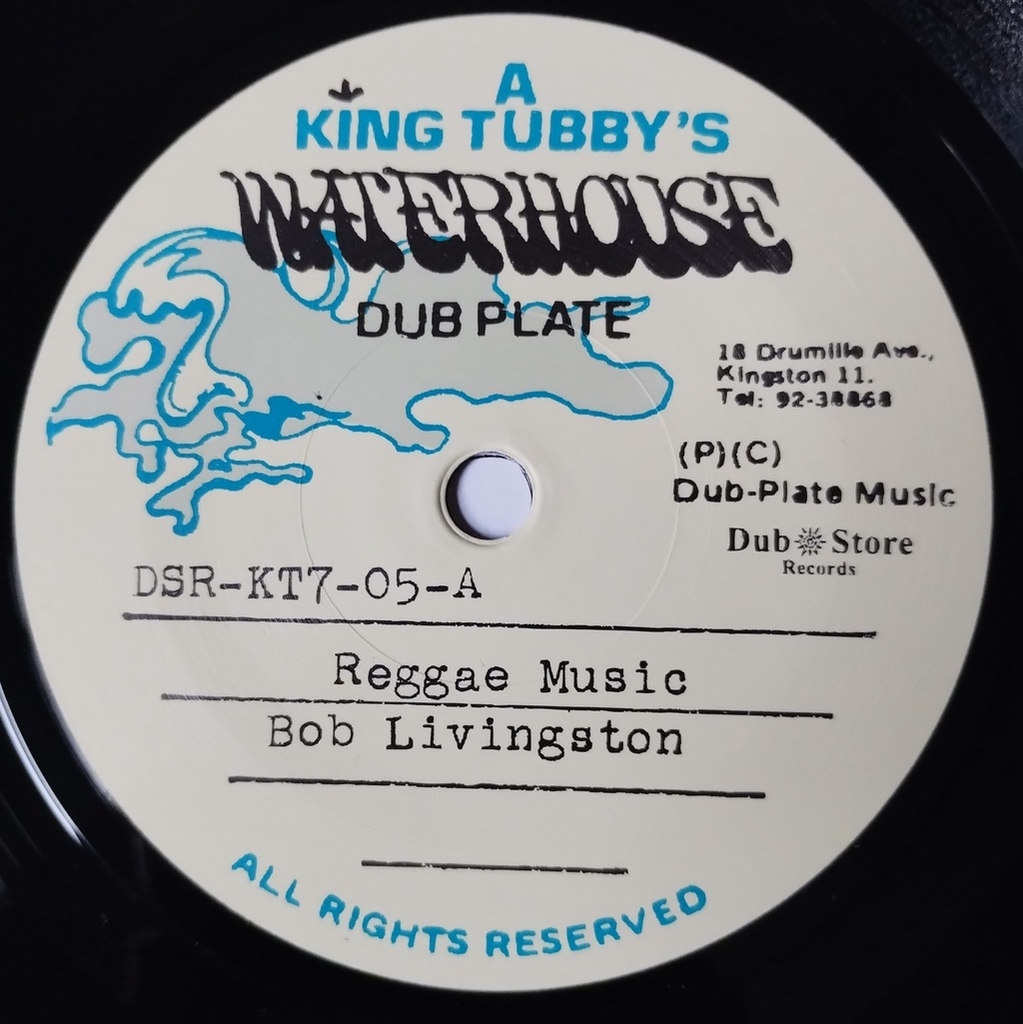 A
KING TUBBY'S
WATERHOUSE
DUB PLATE
18 Drumille Ave.,
Kingston 11.
Tel: 92-38868
(P)(C)
Dub-Plate Music
Dub Store
Records
DSR-KT7-05-A
Reggae Music
Bob Livingston
ALL RIGHTS RESERVED